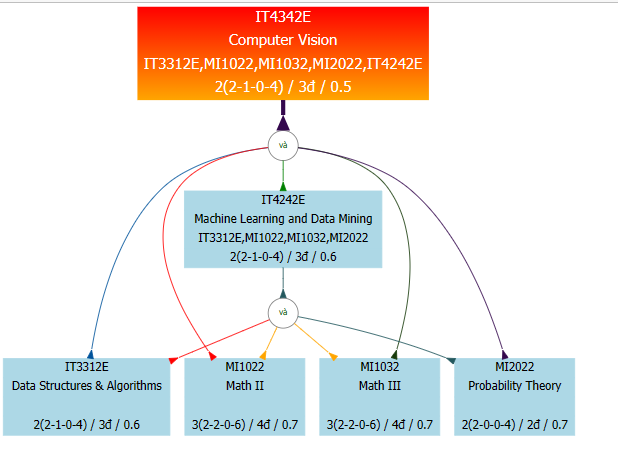 IT4342E
Computer Vision
IT3312E,MI1022,MI1032,MI2022,IT4242E
2(2-1-0-4) / 3đ / 0.5
và
IT4242E
Machine Learning and Data Mining
IT3312E,MI1022,MI1032,MI2022
2(2-1-0-4) / 3đ / 0.6
và
IT3312E
Data Structures & Algorithms
2(2-1-0-4) / 3đ / 0.6
MI1022
Math II
3(2-2-0-6) / 4đ / 0.7
MI1032
Math III
3(2-2-0-6) / 4đ / 0.7
MI2022
Probability Theory
2(2-0-0-4) / 2đ / 0.7